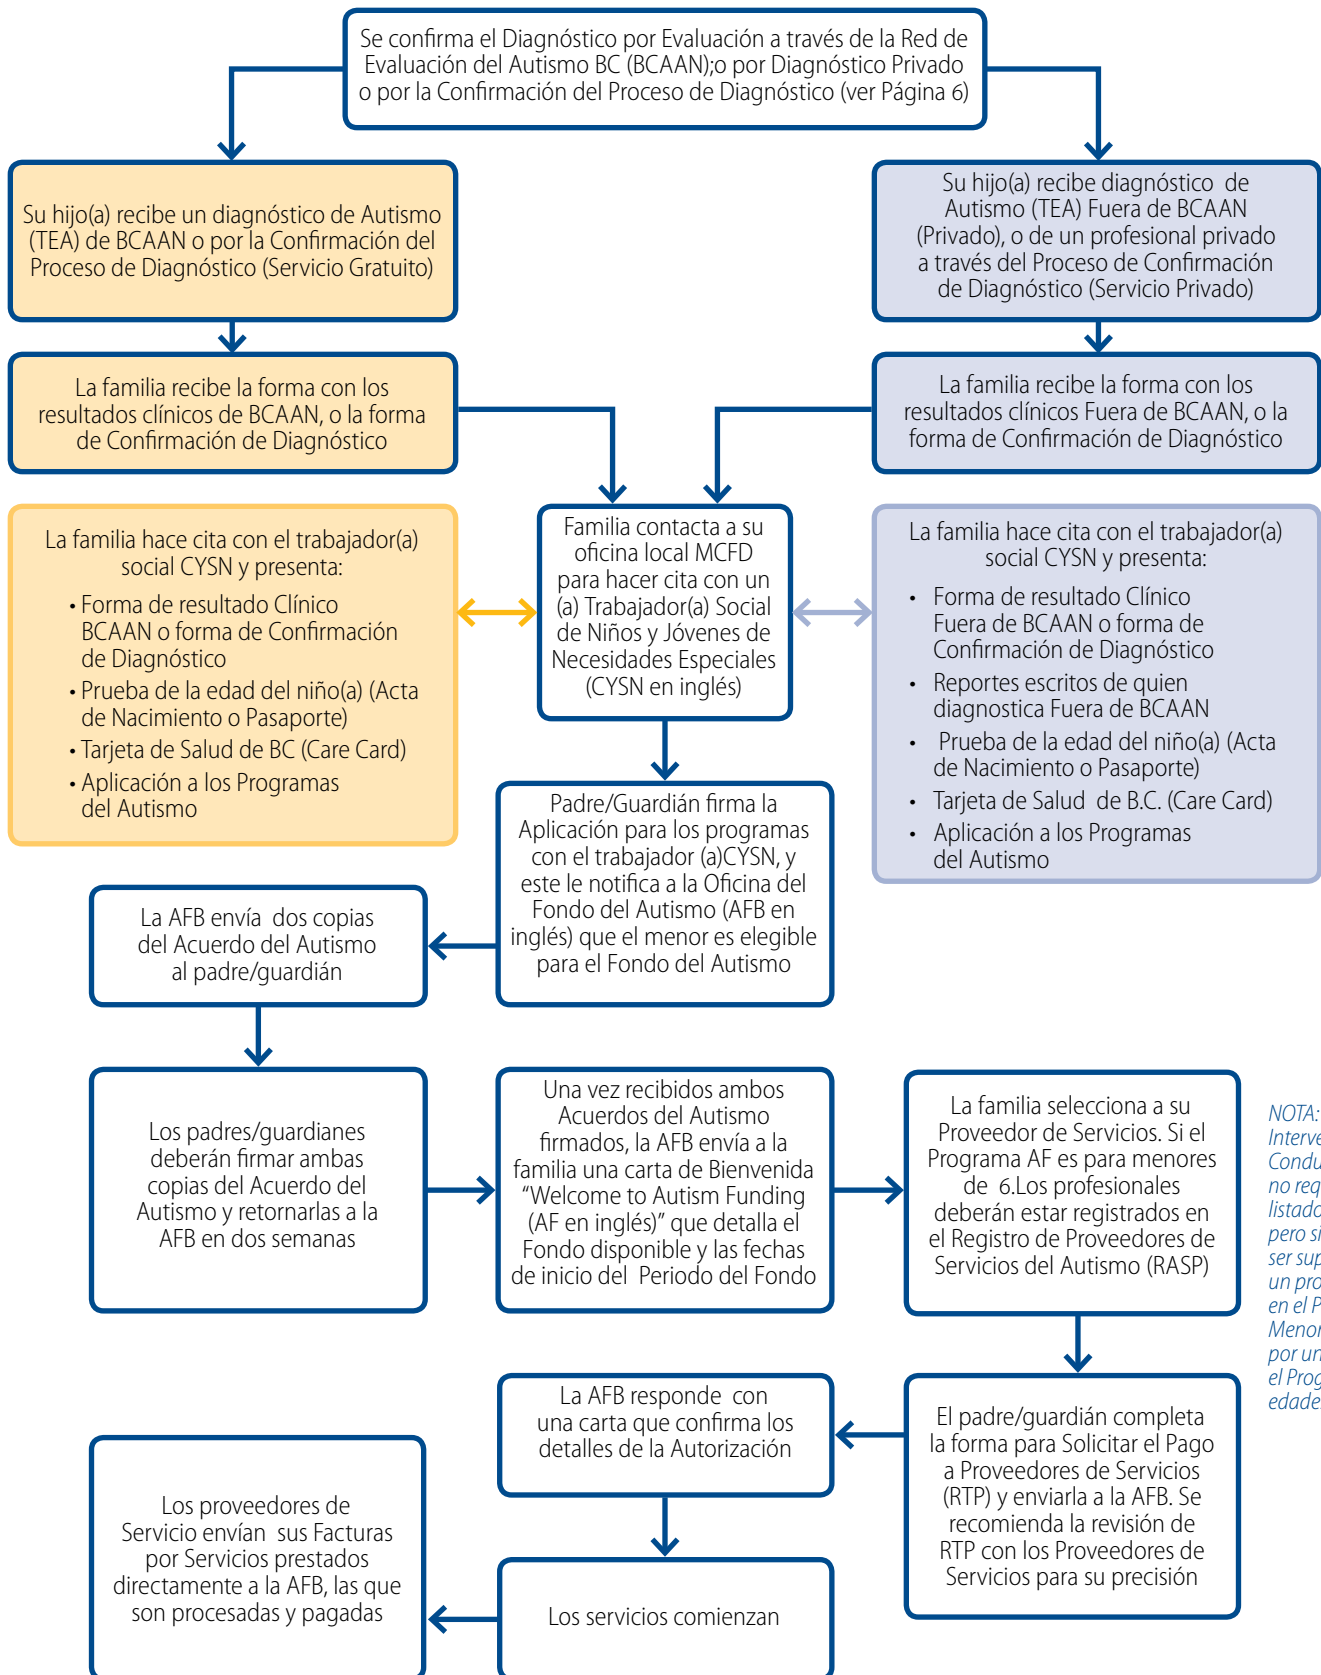 Se confirma el Diagnóstico por Evaluación a través de la Red de
Evaluación del Autismo BC (BCAAN);o por Diagnóstico Privado
o por la Confirmación del Proceso de Diagnóstico (ver Página 6)
Su hijo(a) recibe un diagnóstico de Autismo
(TEA) de BCAAN o por la Confirmación del
Proceso de Diagnóstico (Servicio Gratuito)
Su hijo(a) recibe diagnóstico de
Autismo (TEA) Fuera de BCAAN
(Privado), o de un profesional privado
a través del Proceso de Confirmación
de Diagnóstico (Servicio Privado)
La familia recibe la forma con los
resultados clínicos de BCAAN, o la forma
de Confirmación de Diagnóstico
La familia recibe la forma con los
resultados clínicos Fuera de BCAAN, o la
forma de Confirmación de Diagnóstico
La familia hace cita con el trabajador(a)
social CYSN y presenta:
• Forma de resultado Clínico
BCAAN o forma de Confirmación
de Diagnóstico
• Prueba de la edad del niño(a) (Acta
de Nacimiento o Pasaporte)
• Tarjeta de Salud de BC (Care Card)
• Aplicación a los Programas
del Autismo
Familia contacta a su
oficina local MCFD
para hacer cita con un
(a) Trabajador(a) Social
de Niños y Jóvenes de
Necesidades Especiales
(CYSN en inglés)
La familia hace cita con el trabajador(a)
social CYSN y presenta:
• Forma de resultado Clínico
Fuera de BCAAN o forma de
Confirmación de Diagnóstico
• Reportes escritos de quien
diagnostica Fuera de BCAAN
• Prueba de la edad del niño(a) (Acta
de Nacimiento o Pasaporte)
• Tarjeta de Salud de B.C. (Care Card)
• Aplicación a los Programas
del Autismo
Padre/Guardián firma la
Aplicación para los programas
con el trabajador (a)CYSN, y
este le notifica a la Oficina del
Fondo del Autismo (AFB en
inglés) que el menor es elegible
para el Fondo del Autismo
La AFB envía dos copias
del Acuerdo del Autismo
al padre/guardián
Los padres/guardianes
deberán firmar ambas
copias del Acuerdo del
Autismo y retornarlas a la
AFB en dos semanas
Una vez recibidos ambos
Acuerdos del Autismo
firmados, la AFB envía a la
familia una carta de Bienvenida
“Welcome to Autism Funding
(AF en inglés)” que detalla el
Fondo disponible y las fechas
de inicio del Periodo del Fondo
La familia selecciona a su
Proveedor de Servicios. Si el
Programa AF es para menores
de 6.Los profesionales
deberán estar registrados en
el Registro de Proveedores de
Servicios del Autismo (RASP)
NOTA:
Interve
Condu
no req
listado
pero si
ser sup
un pro
en el P
Menor
por un
el Prog
edade
El padre/guardián completa
la forma para Solicitar el Pago
a Proveedores de Servicios
(RTP) y enviarla a la AFB. Se
recomienda la revisión de
RTP con los Proveedores de
Servicios para su precisión
La AFB responde con
una carta que confirma los
detalles de la Autorización
Los servicios comienzan
Los proveedores de
Servicio envían sus Facturas
por Servicios prestados
directamente a la AFB, las que
son procesadas y pagadas